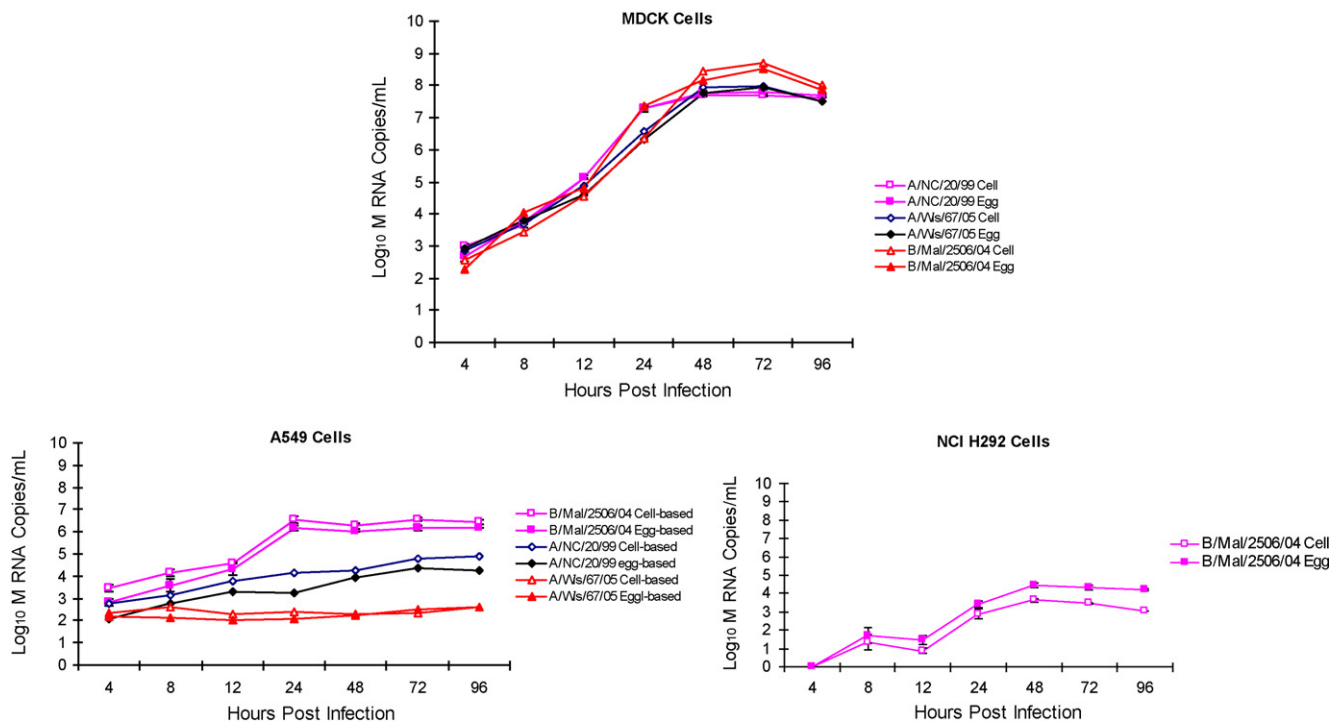 MDCK Cells
Log₁₀ M RNA Copies/mL
10
9
8
7
6
5
4
3
2
1
0
4 8 12 24 48 72 96
Hours Post Infection
A/NC/20/99 Cell
A/NC/20/99 Egg
A/Wis/67/05 Cell
A/Wis/67/05 Egg
B/Mal/2506/04 Cell
B/Mal/2506/04 Egg
A549 Cells
Log₁₀ M RNA Copies/mL
10
9
8
7
6
5
4
3
2
1
0
4 8 12 24 48 72 96
Hours Post Infection
B/Mal/2506/04 Cell-based
B/Mal/2506/04 Egg-based
A/NC/20/99 Cell-based
A/NC/20/99 egg-based
A/Wis/67/05 Cell-based
A/Wis/67/05 Eggl-based
NCI H292 Cells
Log₁₀ M RNA Copies/mL
10
9
8
7
6
5
4
3
2
1
0
4 8 12 24 48 72 96
Hours Post Infection
B/Mal/2506/04 Cell
B/Mal/2506/04 Egg